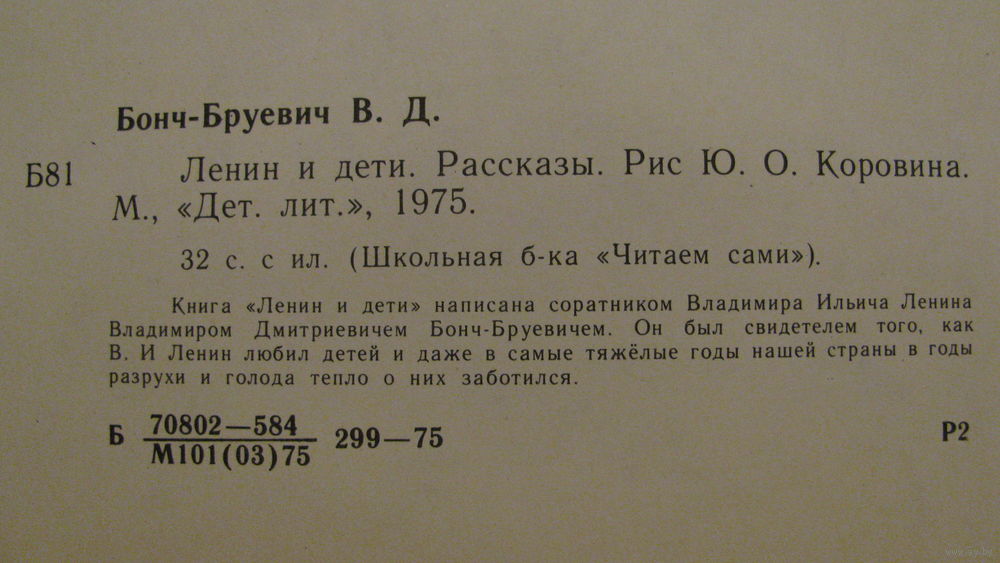 Бонч-Бруевич В. Д.
Б81 Ленин и дети. Рассказы. Рис Ю. О. Коровина.
М., «Дет. лит.», 1975.
32 с. с ил. (Школьная б-ка «Читаем сами»).
Книга «Ленин и дети» написана соратником Владимира Ильича Ленина
Владимиром Дмитриевичем Бонч-Бруевичем. Он был свидетелем того, как
В. И Ленин любил детей и даже в самые тяжёлые годы нашей страны в годы
разрухи и голода тепло о них заботился.
70802—584
Б 299—75 Р2
М101(03)75